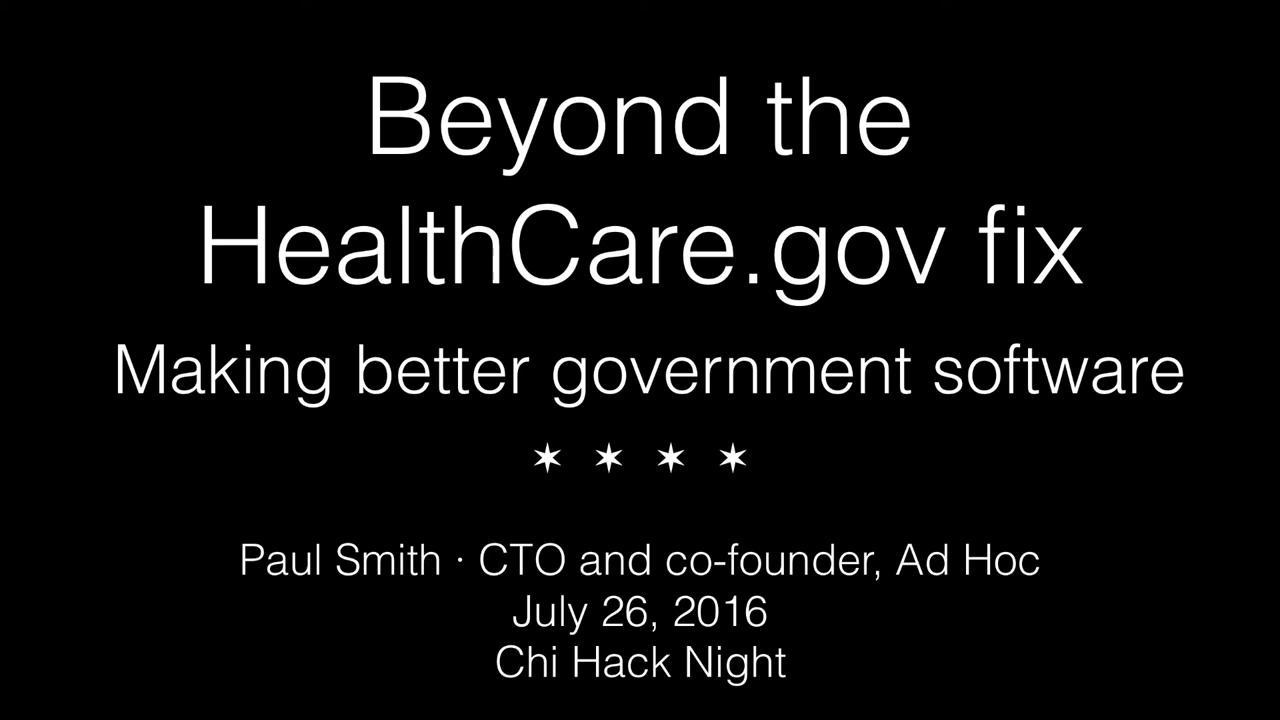 Beyond the
HealthCare.gov fix
Making better government software
✶ ✶ ✶ ✶
Paul Smith · CTO and co-founder, Ad Hoc
July 26, 2016
Chi Hack Night